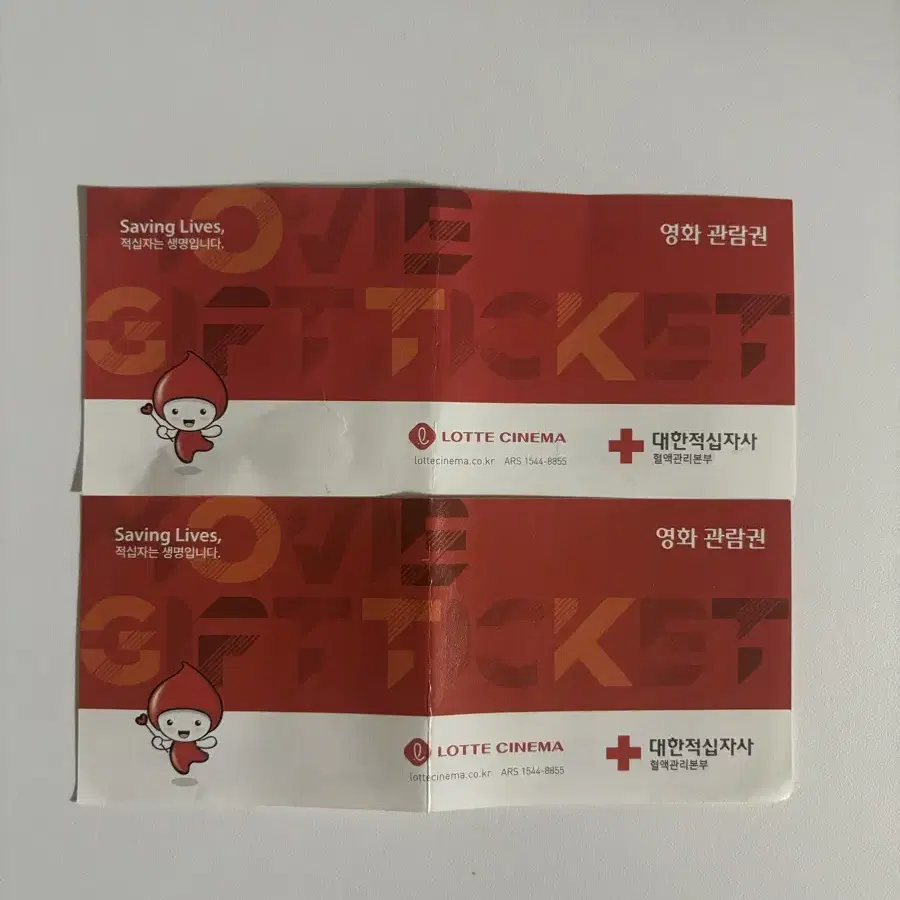 Saving Lives,
적십자는 생명입니다.
영화 관람권
MOVIE
GIFT TICKET
LOTTE CINEMA
lottecinema.co.kr ARS 1544-8855
대한적십자사
혈액관리본부
Saving Lives,
적십자는 생명입니다.
영화 관람권
MOVIE
GIFT TICKET
LOTTE CINEMA
lottecinema.co.kr ARS 1544-8855
대한적십자사
혈액관리본부